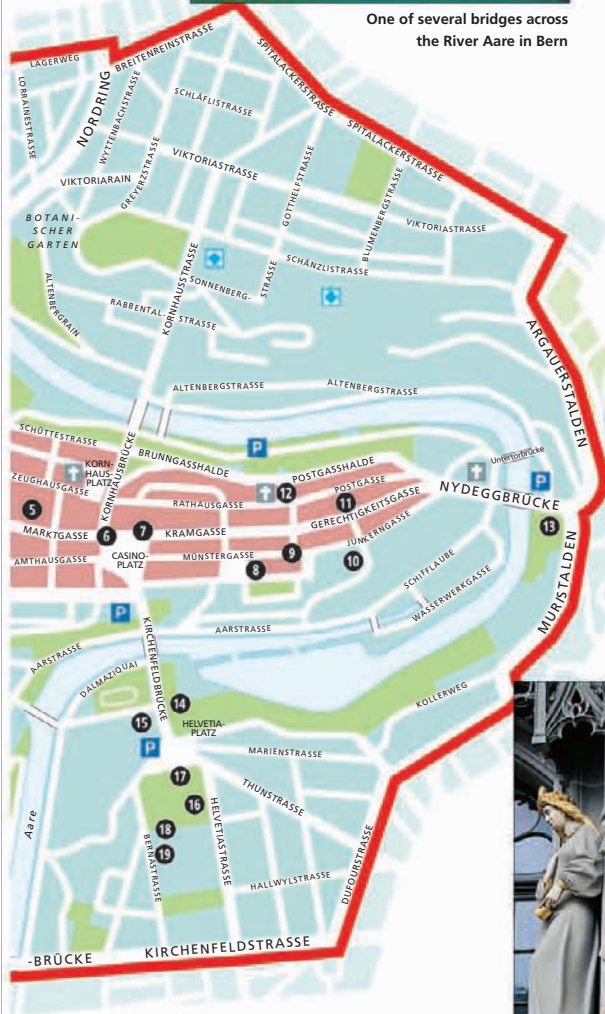 One of several bridges across
the River Aare in Bern
LAGERWEG
BREITENREINSTRASSE
SPITALACKERSTRASSE
LORRAINESTRASSE
NORDRING
WYTTENBACHSTRASSE
SCHLÄFLISTRASSE
SPITALACKERSTRASSE
VIKTORIASTRASSE
GOTTHELFSTRASSE
VIKTORIARAIN
GREYERZSTRASSE
BLUMENBERGSTRASSE
VIKTORIASTRASSE
BOTANI-
SCHER
GARTEN
KORNHAUSSTRASSE
SCHÄNZLISTRASSE
SONNENBERG-
STRASSE
ALTENBERGRAIN
RABBENTAL-
STRASSE
ARGAUERSTALDEN
ALTENBERGSTRASSE
ALTENBERGSTRASSE
SCHÜTTESTRASSE
KORNHAUSBRÜCKE
P
BRUNNGASSHALDE
Untertorbrücke
KORN-
HAUS-
PLATZ
POSTGASSHALDE
P
ZEUGHAUSGASSE
12
POSTGASSE
NYDEGGBRÜCKE
5
RATHAUSGASSE
11
GERECHTIGKEITSGASSE
13
MARKTGASSE
6
7
KRAMGASSE
JUNKERNGASSE
CASINO-
PLATZ
MÜNSTERGASSE
9
AMTHAUSGASSE
8
10
SCHIFFLAUBE
MURISTALDEN
WASSERWERKGASSE
P
KIRCHENFELDBRÜCKE
AARSTRASSE
AARSTRASSE
DALMAZIQUAI
KOLLERWEG
14
15
HELVETIA-
PLATZ
P
MARIENSTRASSE
17
THUNSTRASSE
16
Aare
18
HELVETIASTRASSE
19
BERNASTRASSE
HALLWYLSTRASSE
DUFOURSTRASSE
-BRÜCKE
KIRCHENFELDSTRASSE